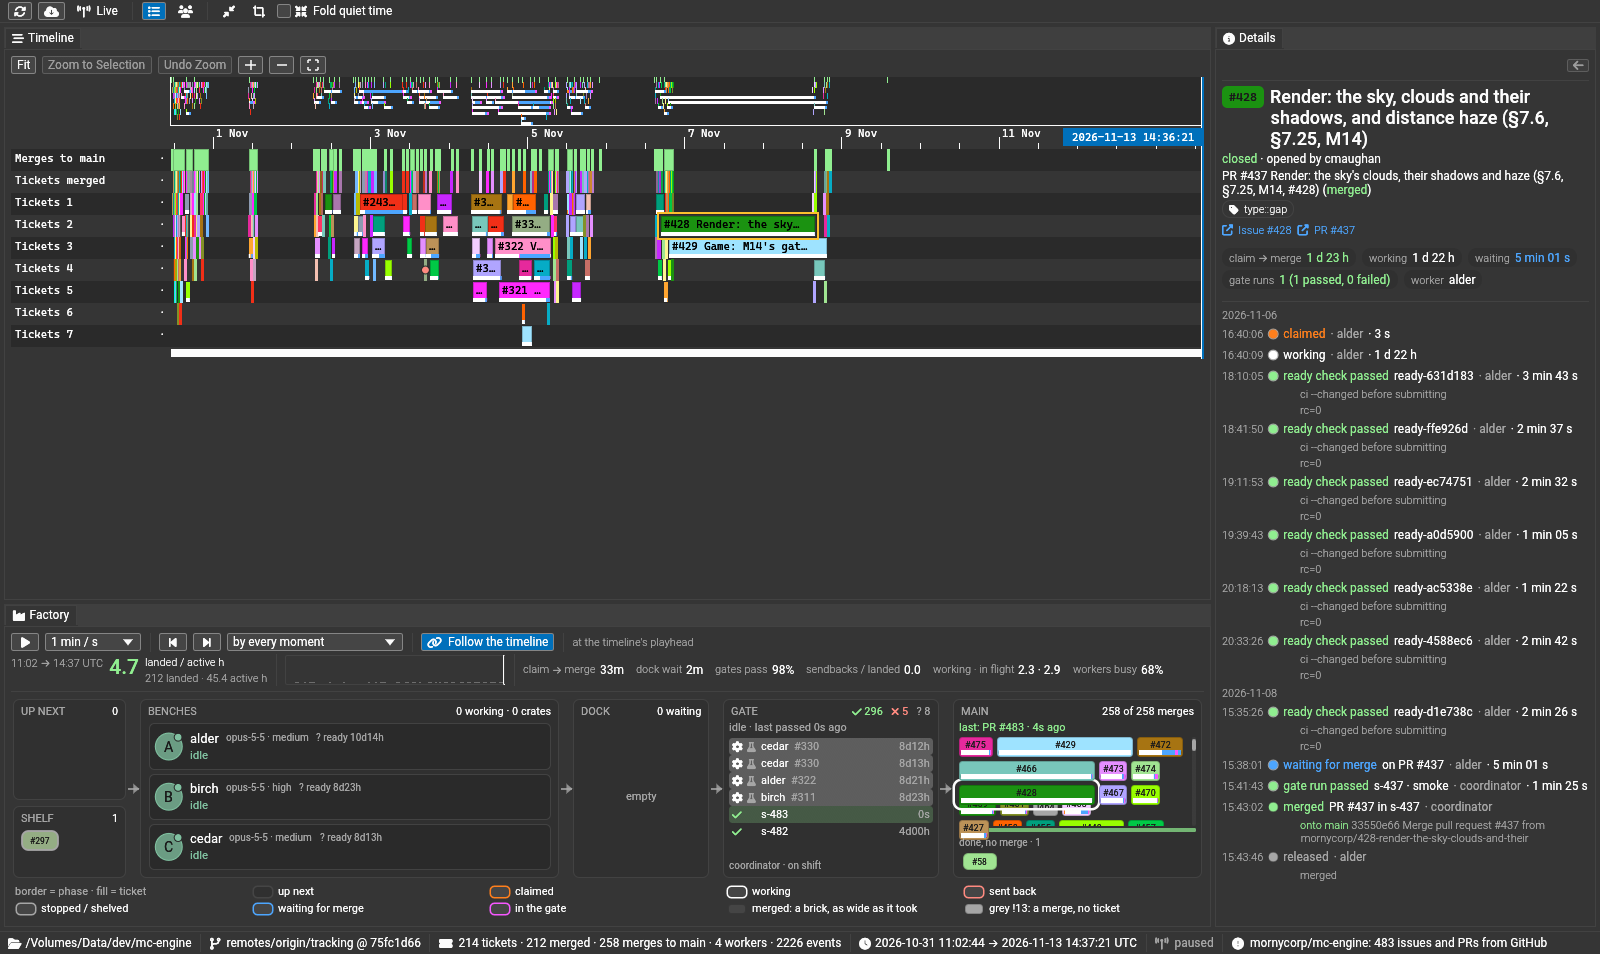 Live
Fold quiet time
Timeline
Fit
Zoom to Selection
Undo Zoom
1 Nov
3 Nov
5 Nov
7 Nov
9 Nov
11 Nov
2026-11-13 14:36:21
Merges to main
Tickets merged
Tickets 1
#243…
#3…
#…
Tickets 2
#33…
#428 Render: the sky…
Tickets 3
#322 V…
#429 Game: M14's gat…
Tickets 4
#3…
Tickets 5
#321 …
Tickets 6
Tickets 7
Factory
1 min / s
by every moment
Follow the timeline
at the timeline's playhead
11:02 → 14:37 UTC
4.7
landed / active h
212 landed · 45.4 active h
claim → merge 33m
dock wait 2m
gates pass 98%
sendbacks / landed 0.0
working · in flight 2.3 · 2.9
workers busy 68%
UP NEXT 0
SHELF 1
#297
BENCHES 0 working · 0 crates
A alder opus-5-5 · medium ? ready 10d14h
idle
B birch opus-5-5 · high ? ready 8d23h
idle
C cedar opus-5-5 · medium ? ready 8d13h
idle
DOCK 0 waiting
empty
GATE 296 5 ? 8
idle · last passed 0s ago
cedar #330 8d12h
cedar #330 8d13h
alder #322 8d21h
birch #311 8d23h
s-483 0s
s-482 4d00h
coordinator · on shift
MAIN 258 of 258 merges
last: PR #483 · 4s ago
#475 #429 #472
#466 #473 #474
#428 #467 #470
#427
done, no merge · 1
#58
border = phase · fill = ticket
up next
claimed
working
sent back
stopped / shelved
waiting for merge
in the gate
merged: a brick, as wide as it took
grey !13: a merge, no ticket
Details
#428
Render: the sky, clouds and their
shadows, and distance haze (§7.6,
§7.25, M14)
closed · opened by cmaughan
PR #437 Render: the sky's clouds, their shadows and haze (§7.6,
§7.25, M14, #428) (merged)
type::gap
Issue #428 PR #437
claim → merge 1 d 23 h
working 1 d 22 h
waiting 5 min 01 s
gate runs 1 (1 passed, 0 failed)
worker alder
2026-11-06
16:40:06 claimed · alder · 3 s
16:40:09 working · alder · 1 d 22 h
18:10:05 ready check passed ready-631d183 · alder · 3 min 43 s
ci --changed before submitting
rc=0
18:41:50 ready check passed ready-ffe926d · alder · 2 min 37 s
ci --changed before submitting
rc=0
19:11:53 ready check passed ready-ec74751 · alder · 2 min 32 s
ci --changed before submitting
rc=0
19:39:43 ready check passed ready-a0d5900 · alder · 1 min 05 s
ci --changed before submitting
rc=0
20:18:13 ready check passed ready-ac5338e · alder · 1 min 22 s
ci --changed before submitting
rc=0
20:33:26 ready check passed ready-4588ec6 · alder · 2 min 42 s
ci --changed before submitting
rc=0
2026-11-08
15:35:26 ready check passed ready-d1e738c · alder · 2 min 26 s
ci --changed before submitting
rc=0
15:38:01 waiting for merge on PR #437 · alder · 5 min 01 s
15:41:43 gate run passed s-437 · smoke · coordinator · 1 min 25 s
15:43:02 merged PR #437 in s-437 · coordinator
onto main 33550e66 Merge pull request #437 from
mornycorp/428-render-the-sky-clouds-and-their
15:43:46 released · alder
merged
/Volumes/Data/dev/mc-engine
remotes/origin/tracking @ 75fc1d66
214 tickets · 212 merged · 258 merges to main · 4 workers · 2226 events
2026-10-31 11:02:44 → 2026-11-13 14:37:21 UTC
paused
mornycorp/mc-engine: 483 issues and PRs from GitHub